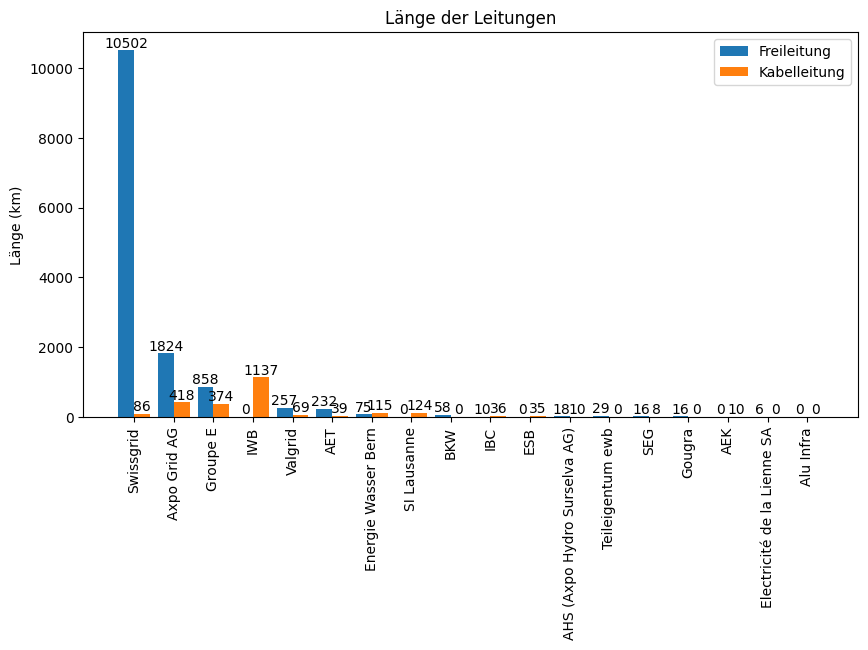 Länge der Leitungen
Freileitung
Kabelleitung
Länge (km)
10000
8000
6000
4000
2000
0
10502 86
1824 418
858 374
0 1137
257 69
232 39
75 115
0 124
58 0
10 36
0 35
18 10
29 0
16 8
16 0
0 10
6 0
0 0
Swissgrid
Axpo Grid AG
Groupe E
IWB
Valgrid
AET
Energie Wasser Bern
SI Lausanne
BKW
IBC
ESB
AHS (Axpo Hydro Surselva AG)
Teileigentum ewb
SEG
Gougra
AEK
Electricité de la Lienne SA
Alu Infra